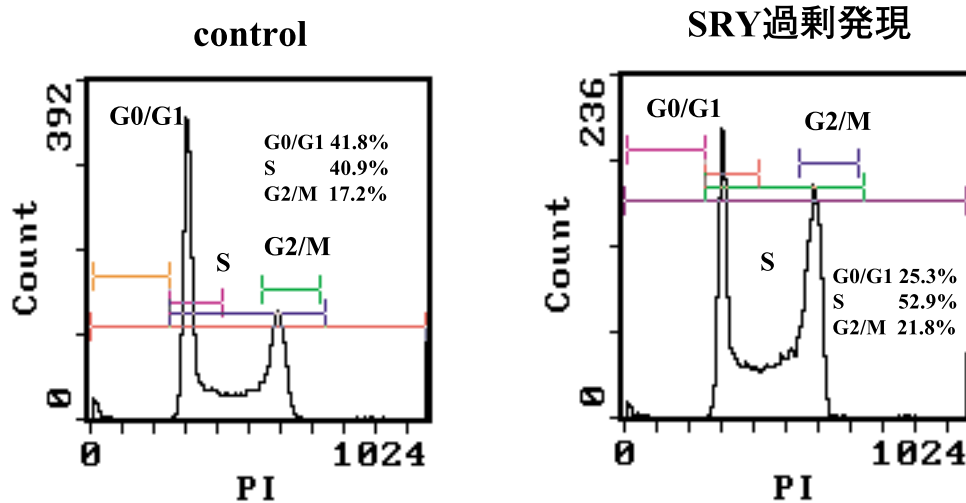 control
392
G0/G1
G0/G1 41.8%
S 40.9%
G2/M 17.2%
S
G2/M
Count
0
0
1024
PI
SRY過剰発現
236
G0/G1
G2/M
S
G0/G1 25.3%
S 52.9%
G2/M 21.8%
Count
0
0
1024
PI